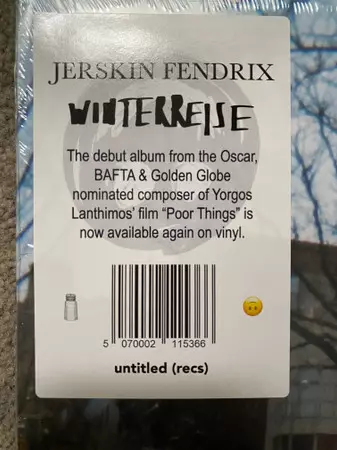 JERSKIN FENDRIX
WINTERREISE
The debut album from the Oscar,
BAFTA & Golden Globe
nominated composer of Yorgos
Lanthimos’ film “Poor Things” is
now available again on vinyl.
5 070002 115366
untitled (recs)